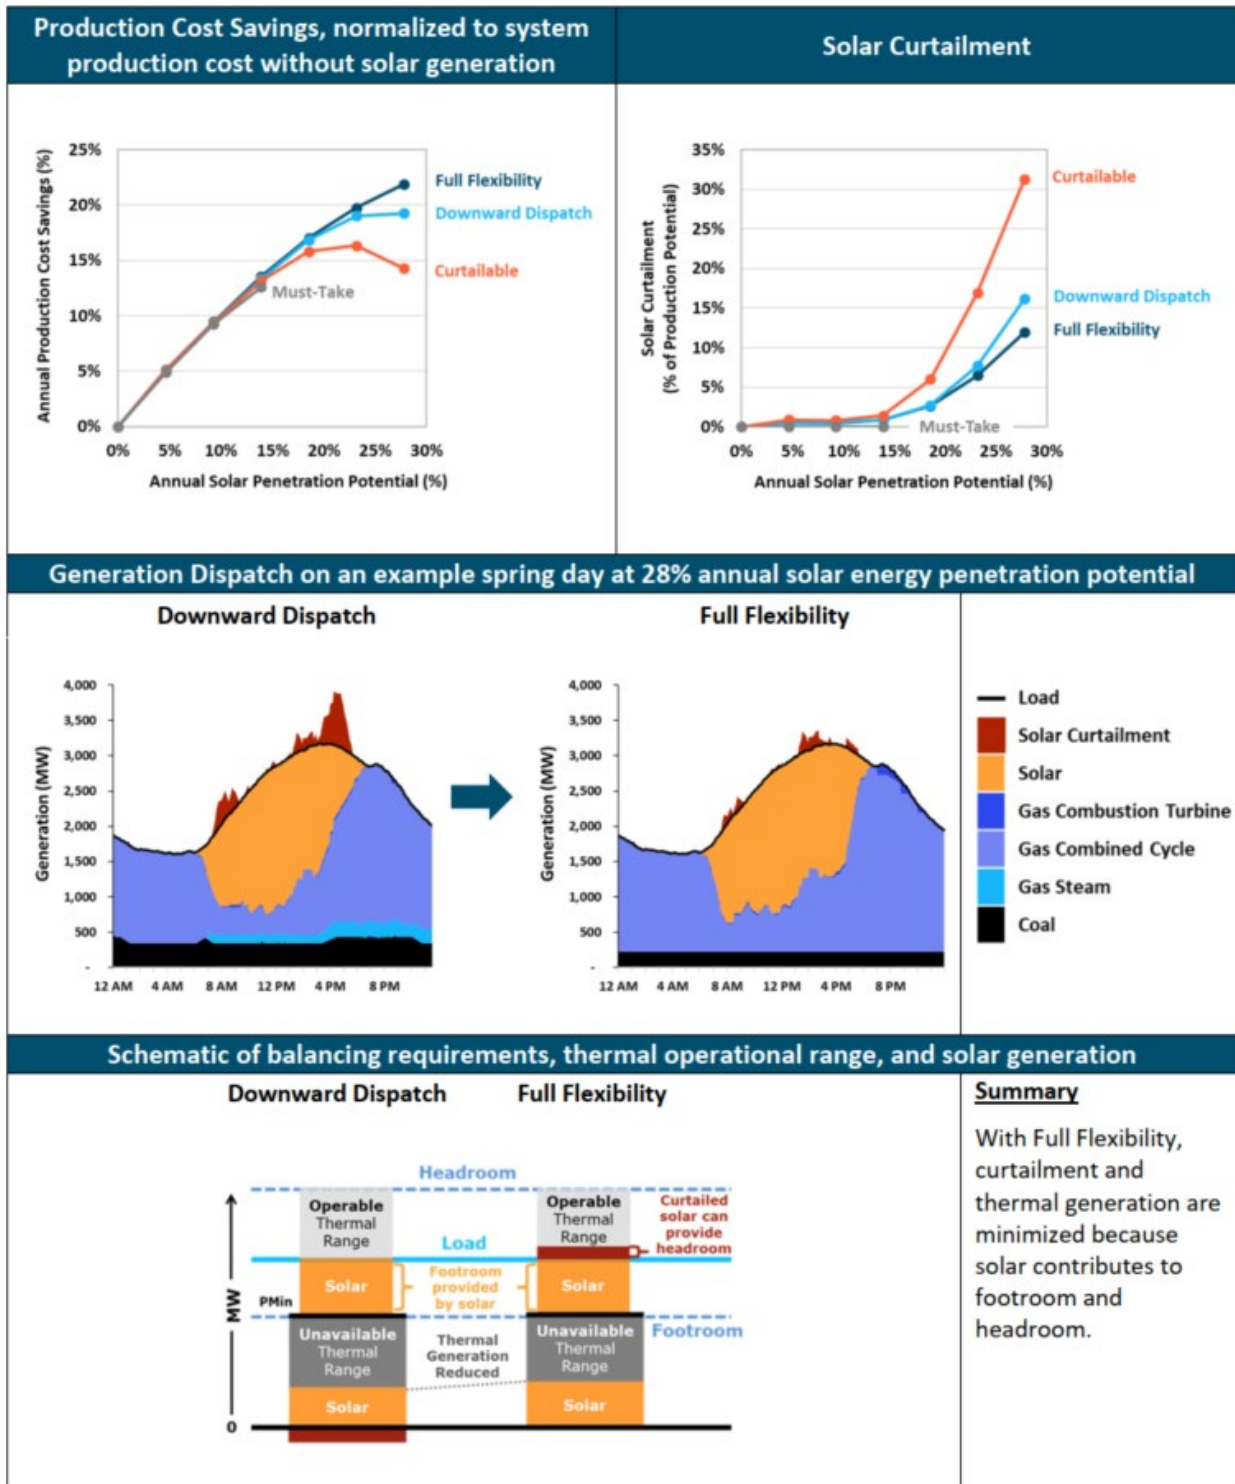 Production Cost Savings, normalized to system
production cost without solar generation
Solar Curtailment
Annual Production Cost Savings (%)
25%
20%
15%
10%
5%
0%
0% 5% 10% 15% 20% 25% 30%
Annual Solar Penetration Potential (%)
Full Flexibility
Downward Dispatch
Curtailable
Must-Take
Solar Curtailment
(% of Production Potential)
35%
30%
25%
20%
15%
10%
5%
0%
0% 5% 10% 15% 20% 25% 30%
Annual Solar Penetration Potential (%)
Curtailable
Downward Dispatch
Full Flexibility
Must-Take
Generation Dispatch on an example spring day at 28% annual solar energy penetration potential
Downward Dispatch
Generation (MW)
4,000
3,500
3,000
2,500
2,000
1,500
1,000
500
-
12 AM 4 AM 8 AM 12 PM 4 PM 8 PM
Full Flexibility
Generation (MW)
4,000
3,500
3,000
2,500
2,000
1,500
1,000
500
-
12 AM 4 AM 8 AM 12 PM 4 PM 8 PM
Load
Solar Curtailment
Solar
Gas Combustion Turbine
Gas Combined Cycle
Gas Steam
Coal
Schematic of balancing requirements, thermal operational range, and solar generation
Downward Dispatch
Full Flexibility
Headroom
MW
0
PMin
Operable
Thermal
Range
Solar
Unavailable
Thermal
Range
Solar
Load
Footroom
provided
by solar
Thermal
Generation
Reduced
Operable
Thermal
Range
Solar
Unavailable
Thermal
Range
Solar
Curtailed
solar can
provide
headroom
Footroom
Summary
With Full Flexibility,
curtailment and
thermal generation are
minimized because
solar contributes to
footroom and
headroom.